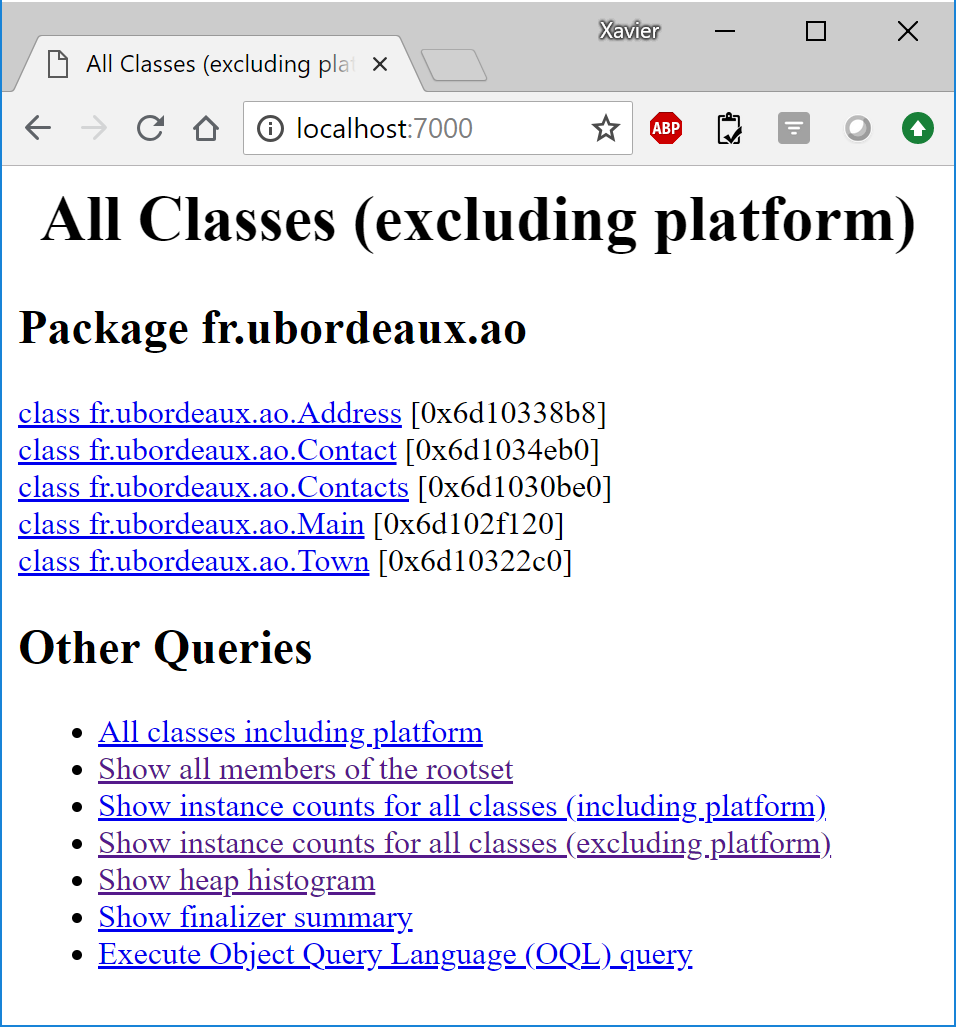 Xavier
All Classes (excluding plat
localhost:7000
ABP
All Classes (excluding platform)
Package fr.ubordeaux.ao
class fr.ubordeaux.ao.Address [0x6d10338b8]
class fr.ubordeaux.ao.Contact [0x6d1034eb0]
class fr.ubordeaux.ao.Contacts [0x6d1030be0]
class fr.ubordeaux.ao.Main [0x6d102f120]
class fr.ubordeaux.ao.Town [0x6d10322c0]
Other Queries
All classes including platform
Show all members of the rootset
Show instance counts for all classes (including platform)
Show instance counts for all classes (excluding platform)
Show heap histogram
Show finalizer summary
Execute Object Query Language (OQL) query